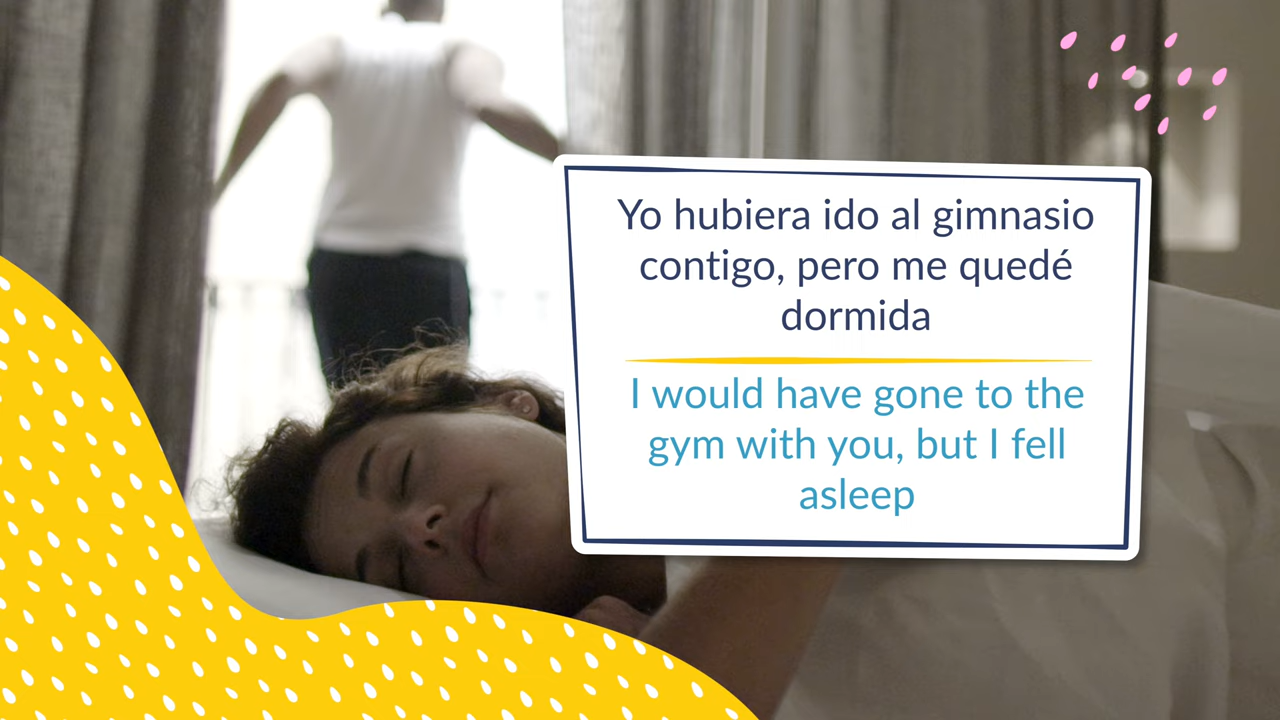 Yo hubiera ido al gimnasio
contigo, pero me quedé
dormida
I would have gone to the
gym with you, but I fell
asleep